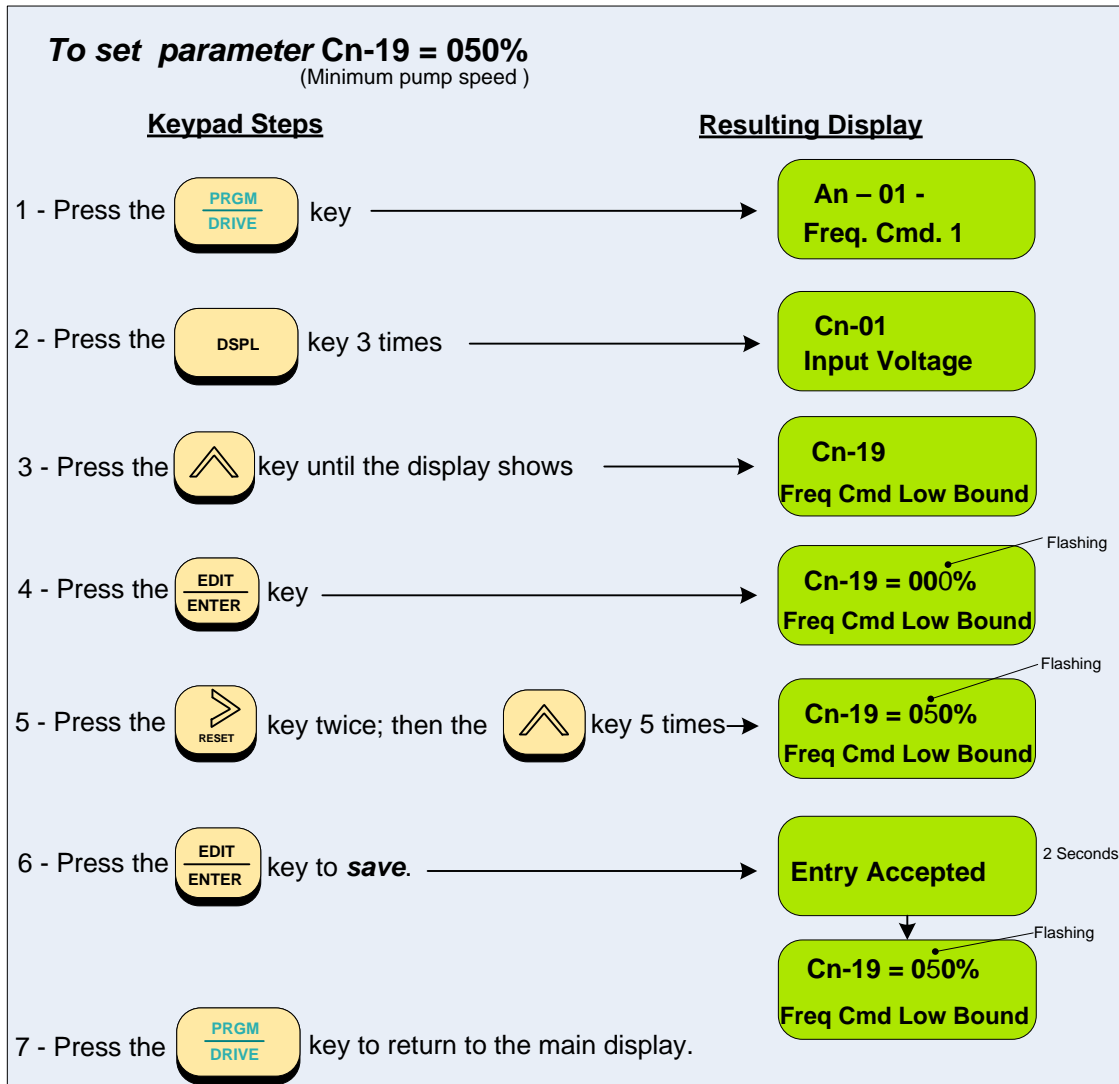 To set parameter Cn-19 = 050%
(Minimum pump speed )
Keypad Steps
Resulting Display
1 - Press the PRGM DRIVE key
An – 01 -
Freq. Cmd. 1
2 - Press the DSPL key 3 times
Cn-01
Input Voltage
3 - Press the key until the display shows
Cn-19
Freq Cmd Low Bound
4 - Press the EDIT ENTER key
Flashing
Cn-19 = 000%
Freq Cmd Low Bound
5 - Press the RESET key twice; then the key 5 times
Flashing
Cn-19 = 050%
Freq Cmd Low Bound
6 - Press the EDIT ENTER key to save.
Entry Accepted
2 Seconds
Flashing
Cn-19 = 050%
Freq Cmd Low Bound
7 - Press the PRGM DRIVE key to return to the main display.